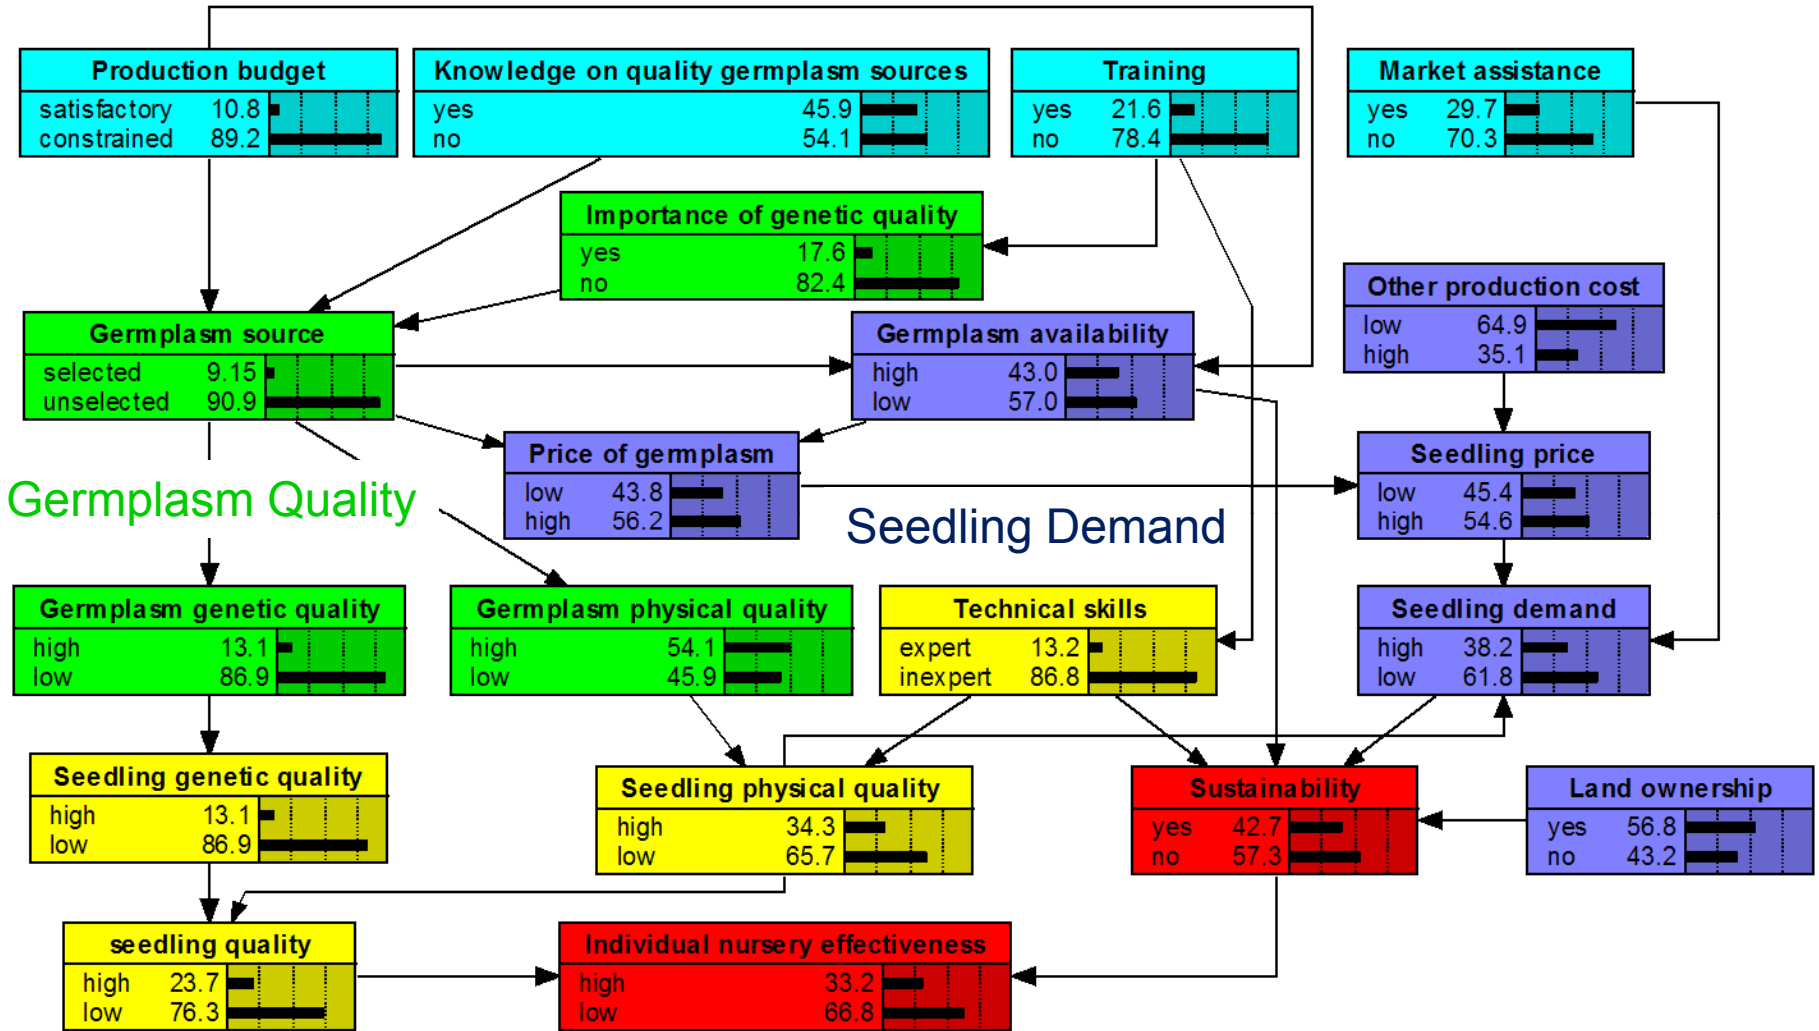 Production budget
satisfactory 10.8
constrained 89.2
Knowledge on quality germplasm sources
yes 45.9
no 54.1
Training
yes 21.6
no 78.4
Market assistance
yes 29.7
no 70.3
Importance of genetic quality
yes 17.6
no 82.4
Other production cost
low 64.9
high 35.1
Germplasm source
selected 9.15
unselected 90.9
Germplasm availability
high 43.0
low 57.0
Price of germplasm
low 43.8
high 56.2
Seedling price
low 45.4
high 54.6
Germplasm Quality
Seedling Demand
Germplasm genetic quality
high 13.1
low 86.9
Germplasm physical quality
high 54.1
low 45.9
Technical skills
expert 13.2
inexpert 86.8
Seedling demand
high 38.2
low 61.8
Seedling genetic quality
high 13.1
low 86.9
Seedling physical quality
high 34.3
low 65.7
Sustainability
yes 42.7
no 57.3
Land ownership
yes 56.8
no 43.2
seedling quality
high 23.7
low 76.3
Individual nursery effectiveness
high 33.2
low 66.8